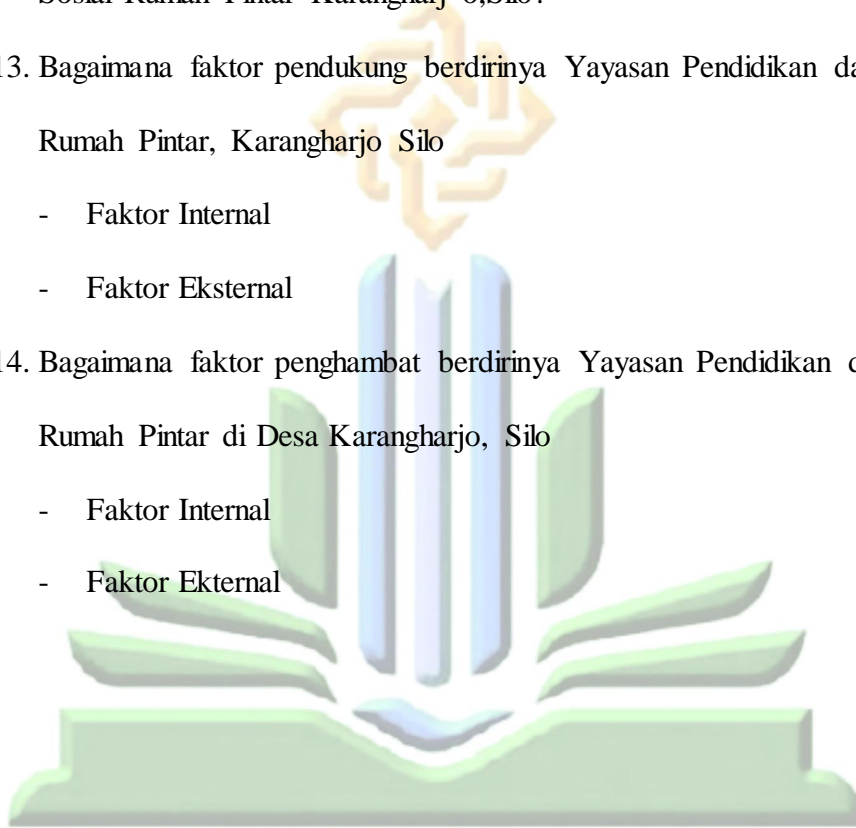 Sosial Rumah Pintar Karangharj o,Silo?
13. Bagaimana faktor pendukung berdirinya Yayasan Pendidikan da
Rumah Pintar, Karangharjo Silo
- Faktor Internal
- Faktor Eksternal
14. Bagaimana faktor penghambat berdirinya Yayasan Pendidikan d
Rumah Pintar di Desa Karangharjo, Silo
- Faktor Internal
- Faktor Ekternal